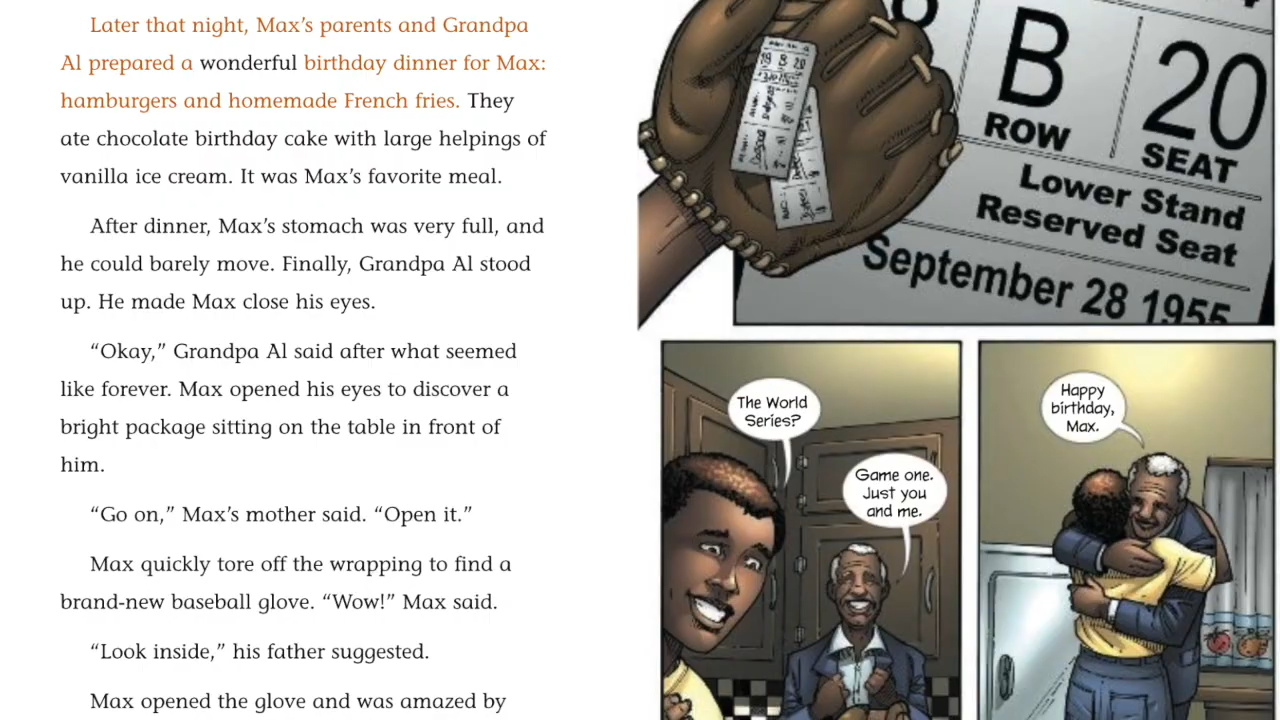 Later that night, Max’s parents and Grandpa
Al prepared a wonderful birthday dinner for Max:
hamburgers and homemade French fries. They
ate chocolate birthday cake with large helpings of
vanilla ice cream. It was Max’s favorite meal.
After dinner, Max’s stomach was very full, and
he could barely move. Finally, Grandpa Al stood
up. He made Max close his eyes.
“Okay,” Grandpa Al said after what seemed
like forever. Max opened his eyes to discover a
bright package sitting on the table in front of
him.
“Go on,” Max’s mother said. “Open it.”
Max quickly tore off the wrapping to find a
brand-new baseball glove. “Wow!” Max said.
“Look inside,” his father suggested.
Max opened the glove and was amazed by
B
ROW
20
SEAT
Lower Stand
Reserved Seat
September 28 1955
The World
Series?
Game one.
Just you
and me.
Happy
birthday,
Max.